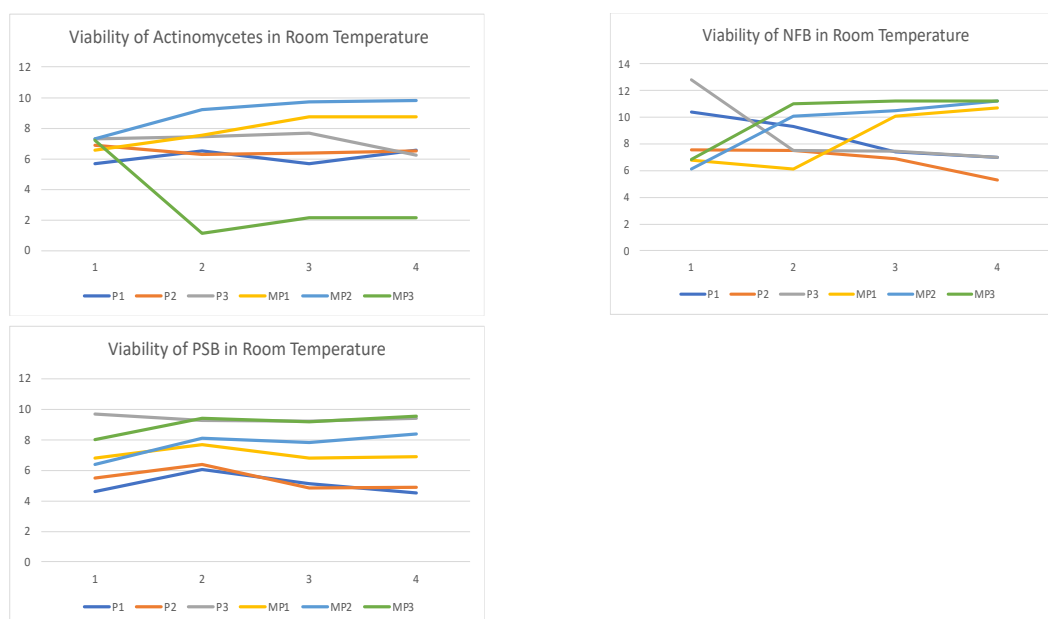 Viability of Actinomycetes in Room Temperature
12
10
8
6
4
2
0
1 2 3 4
P1 P2 P3 MP1 MP2 MP3
Viability of NFB in Room Temperature
14
12
10
8
6
4
2
0
1 2 3 4
P1 P2 P3 MP1 MP2 MP3
Viability of PSB in Room Temperature
12
10
8
6
4
2
0
1 2 3 4
P1 P2 P3 MP1 MP2 MP3